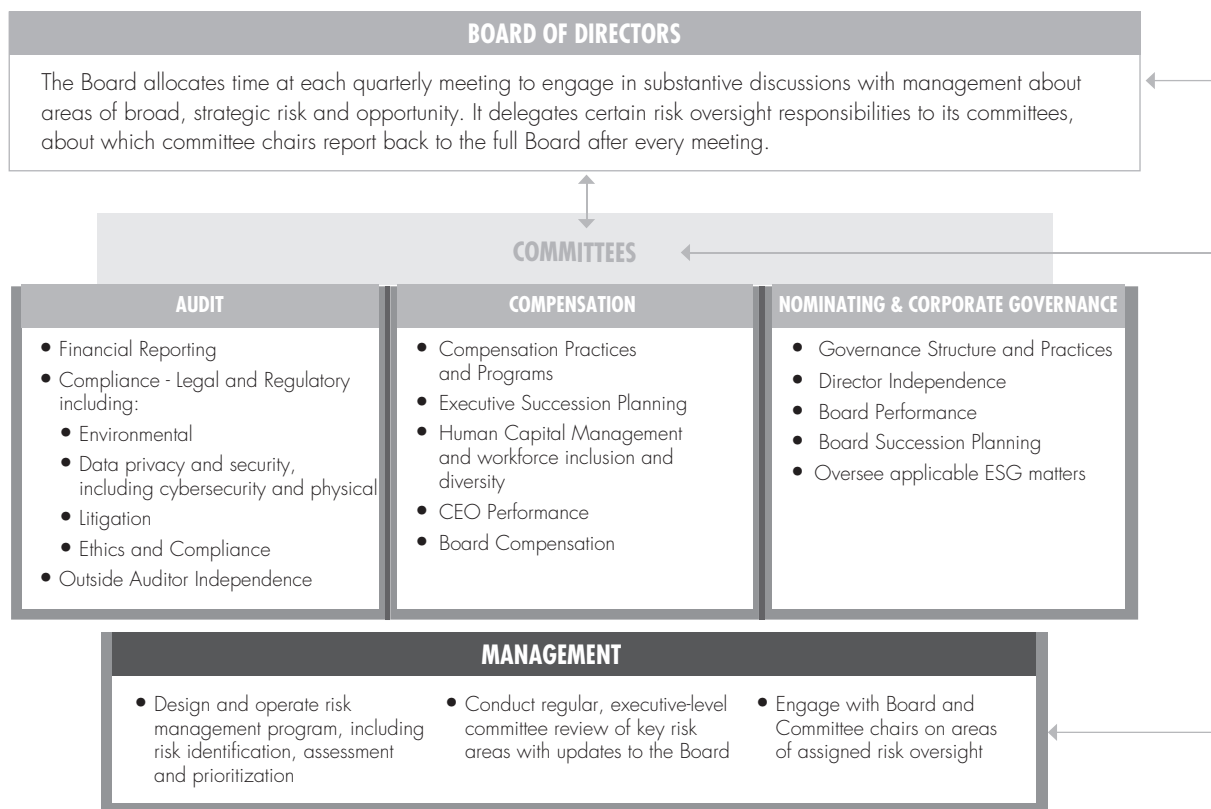 BOARD OF DIRECTORS
The Board allocates time at each quarterly meeting to engage in substantive discussions with management about
areas of broad, strategic risk and opportunity. It delegates certain risk oversight responsibilities to its committees,
about which committee chairs report back to the full Board after every meeting.
COMMITTEES
AUDIT
• Financial Reporting
• Compliance - Legal and Regulatory
including:
• Environmental
• Data privacy and security,
including cybersecurity and physical
• Litigation
• Ethics and Compliance
• Outside Auditor Independence
COMPENSATION
• Compensation Practices
and Programs
• Executive Succession Planning
• Human Capital Management
and workforce inclusion and
diversity
• CEO Performance
• Board Compensation
NOMINATING & CORPORATE GOVERNANCE
• Governance Structure and Practices
• Director Independence
• Board Performance
• Board Succession Planning
• Oversee applicable ESG matters
MANAGEMENT
• Design and operate risk
management program, including
risk identification, assessment
and prioritization
• Conduct regular, executive-level
committee review of key risk
areas with updates to the Board
• Engage with Board and
Committee chairs on areas
of assigned risk oversight